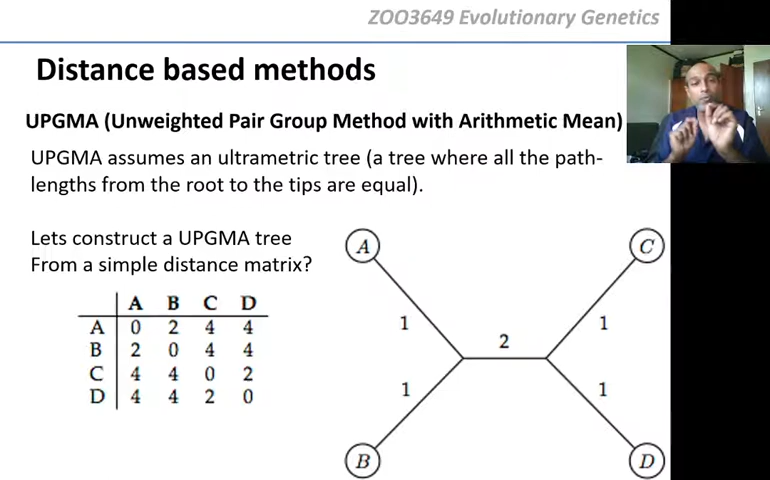 ZOO3649 Evolutionary Genetics
Distance based methods
UPGMA (Unweighted Pair Group Method with Arithmetic Mean)
UPGMA assumes an ultrametric tree (a tree where all the path-
lengths from the root to the tips are equal).
Lets construct a UPGMA tree
From a simple distance matrix?
A B C D
A 0 2 4 4
B 2 0 4 4
C 4 4 0 2
D 4 4 2 0
A C
1 2 1
1 1
B D